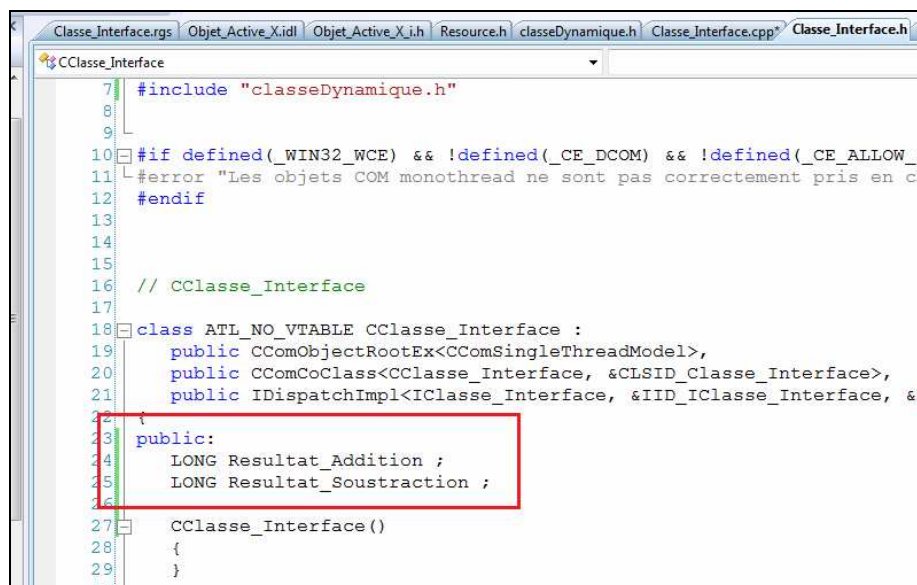 Classe_Interface.rgs Objet_Active_X.idl Objet_Active_X_i.h Resource.h classeDynamique.h Classe_Interface.cpp* Classe_Interface.h
CClasse_Interface
7 #include "classeDynamique.h"
8
9
10 #if defined(_WIN32_WCE) && !defined(_CE_DCOM) && !defined(_CE_ALLOW_
11 #error "Les objets COM monothread ne sont pas correctement pris en c
12 #endif
13
14
15
16 // CClasse_Interface
17
18 class ATL_NO_VTABLE CClasse_Interface :
19 public CComObjectRootEx<CComSingleThreadModel>,
20 public CComCoClass<CClasse_Interface, &CLSID_Classe_Interface>,
21 public IDispatchImpl<IClasse_Interface, &IID_IClasse_Interface, &
22 {
23 public:
24 LONG Resultat_Addition ;
25 LONG Resultat_Soustraction ;
26
27 CClasse_Interface()
28 {
29 }